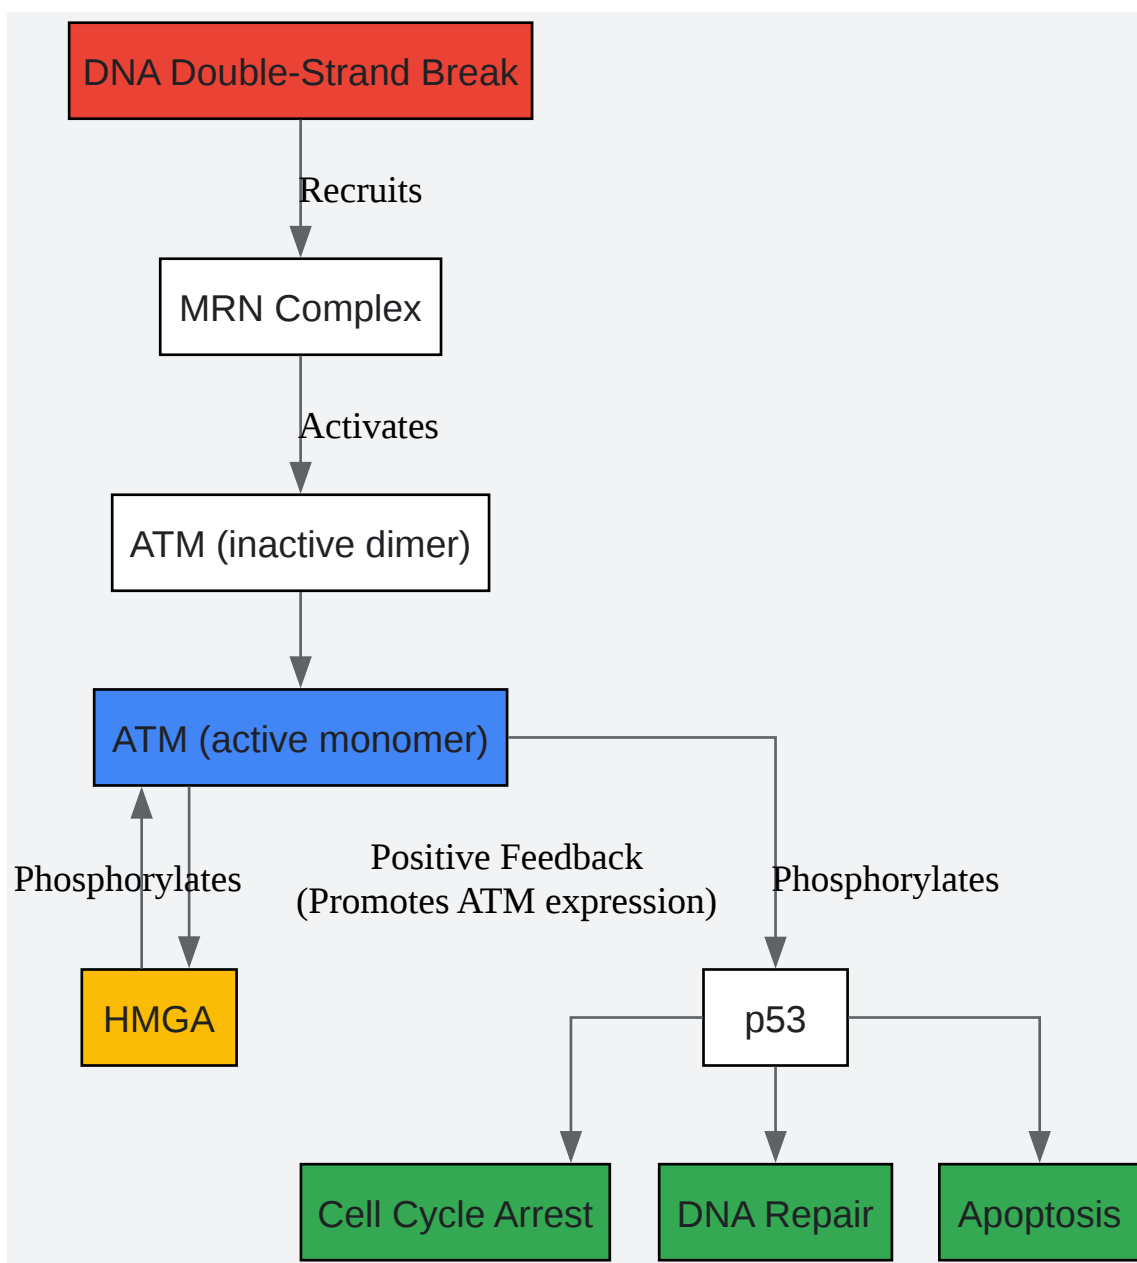 DNA Double-Strand Break
Recruits
MRN Complex
Activates
ATM (inactive dimer)
ATM (active monomer)
Phosphorylates
Positive Feedback
(Promotes ATM expression)
Phosphorylates
HMGA
p53
Cell Cycle Arrest
DNA Repair
Apoptosis